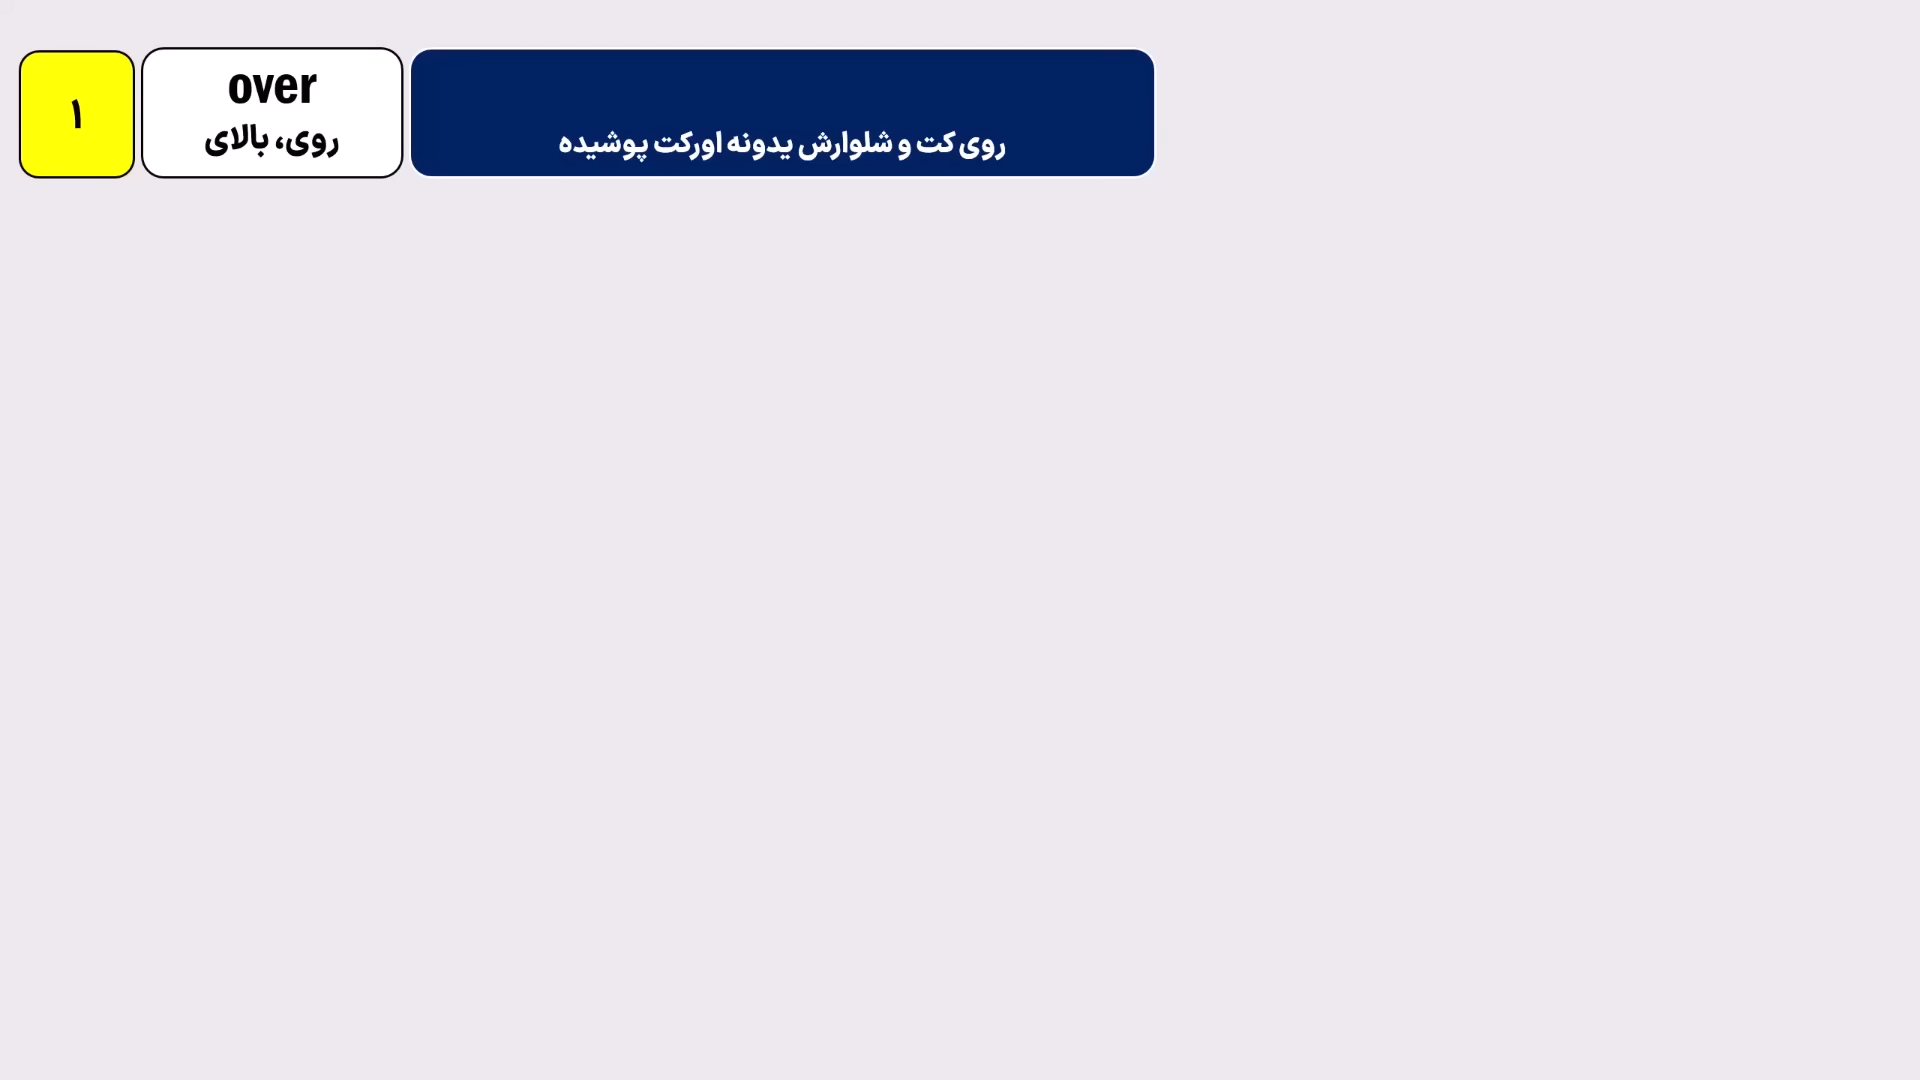 ۱
over
روی، بالای
روی کت و شلوارش یدونه اورکت پوشیده